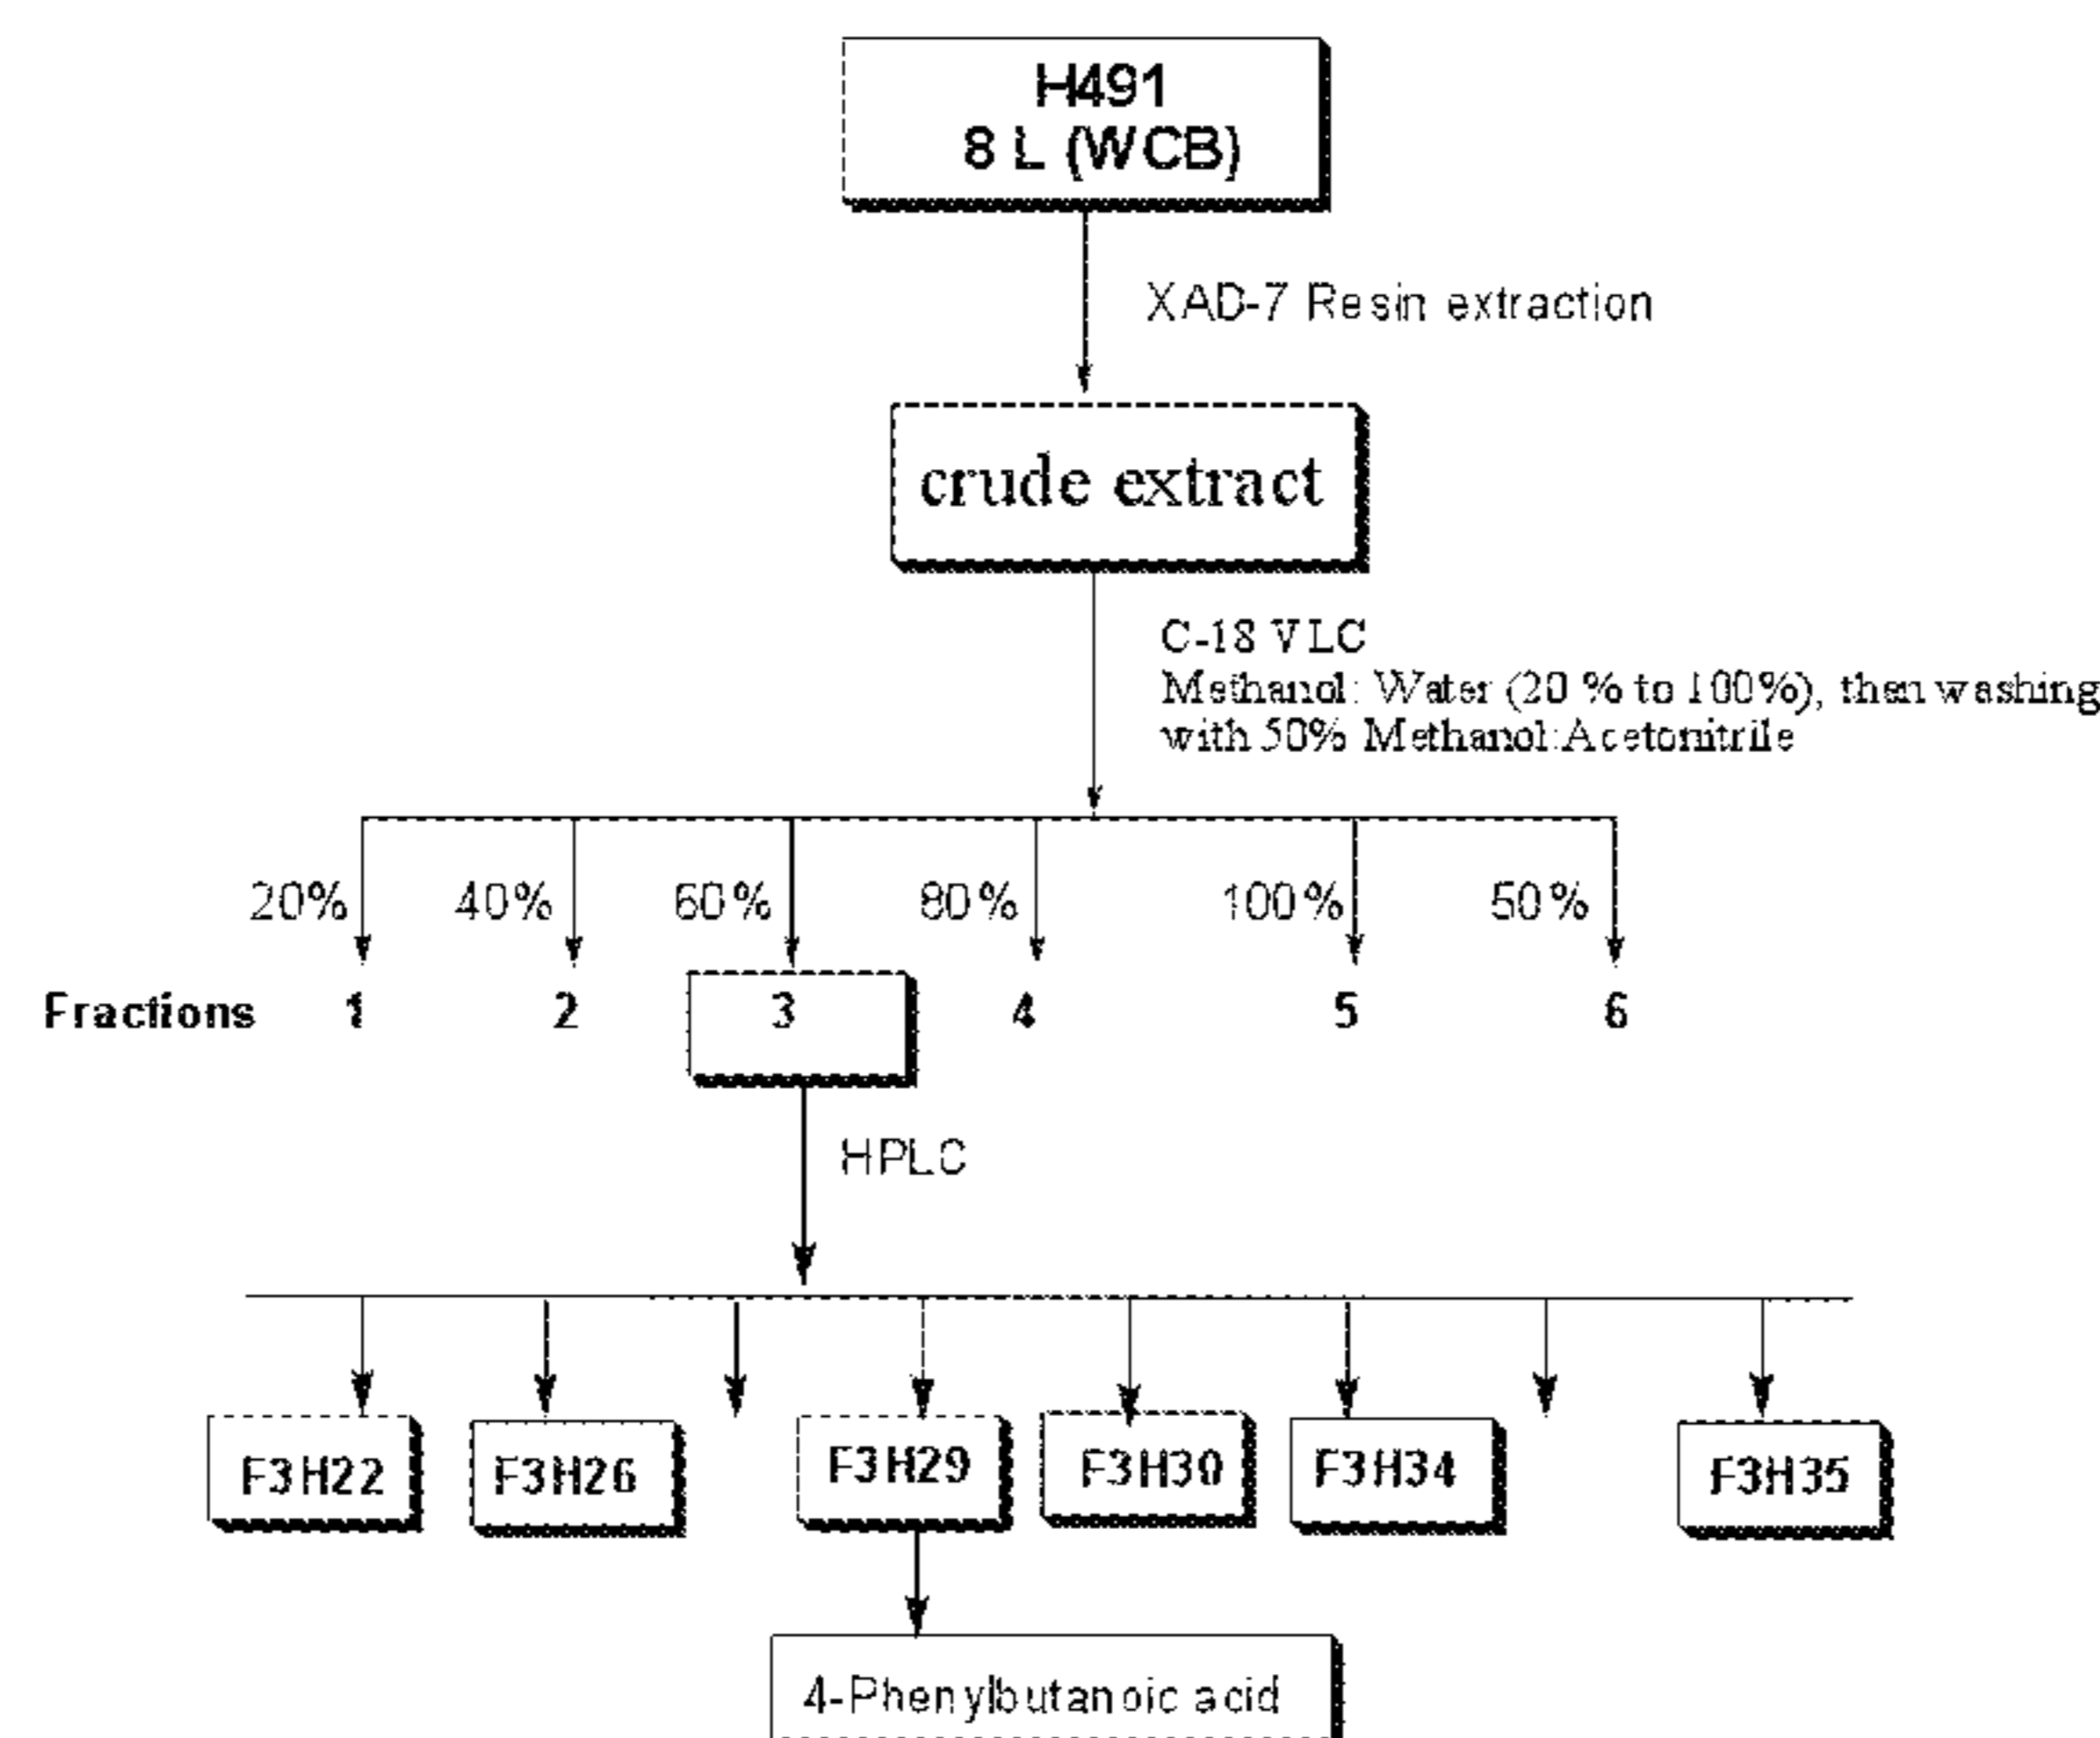 H491
8 L (WCB)
XAD-7 Resin extraction
crude extract
C-18 VLC
Methanol: Water (20 % to 100%), then washing
with 50% Methanol:Acetonitrile
20% 40% 60% 80% 100% 50%
Fractions 1 2 3 4 5 6
HPLC
F3H22 F3H26 F3H29 F3H30 F3H34 F3H35
4-Phenylbutanoic acid